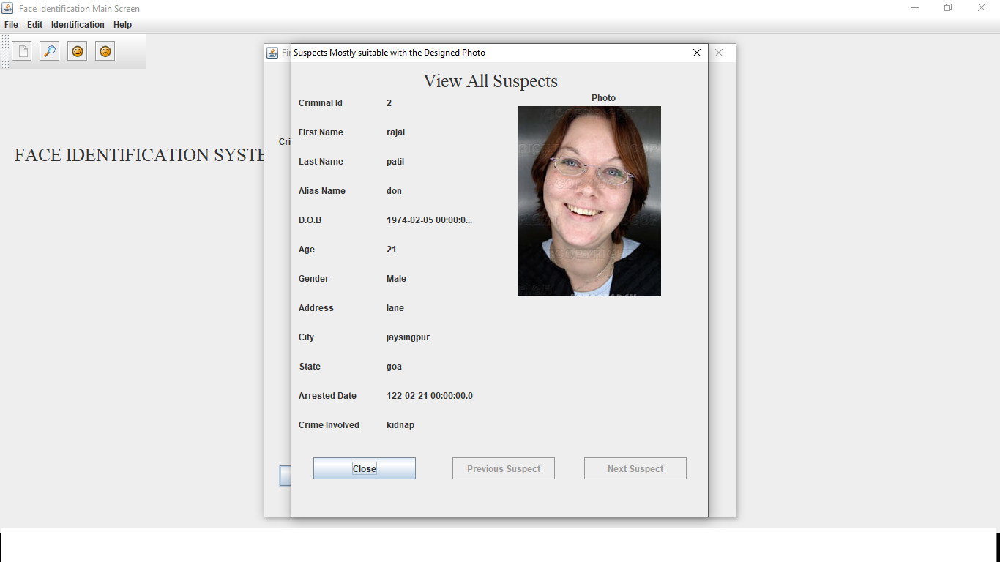 Face Identification Main Screen
File Edit Identification Help
Suspects Mostly suitable with the Designed Photo
View All Suspects
Photo
Criminal Id 2
First Name rajal
Cri
FACE IDENTIFICATION SYSTE
Last Name patil
Alias Name don
D.O.B 1974-02-05 00:00:0...
Age 21
Gender Male
Address lane
City jaysingpur
State goa
Arrested Date 122-02-21 00:00:00.0
Crime Involved kidnap
Close Previous Suspect Next Suspect